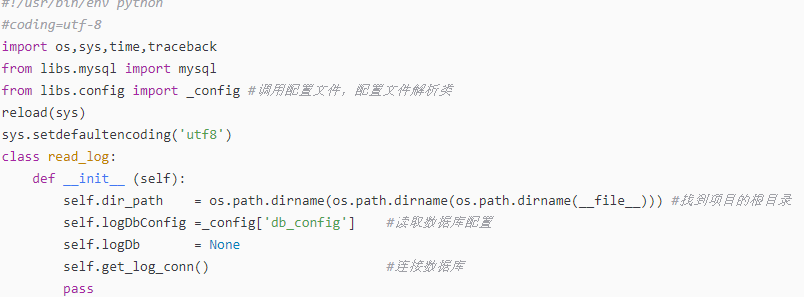 #!/usr/bin/env python
#coding=utf-8
import os,sys,time,traceback
from libs.mysql import mysql
from libs.config import _config #调用配置文件，配置文件解析类
reload(sys)
sys.setdefaultencoding('utf8')
class read_log:
    def __init__ (self):
        self.dir_path    = os.path.dirname(os.path.dirname(os.path.dirname(__file__))) #找到项目的根目录
        self.logDbConfig =_config['db_config']    #读取数据库配置
        self.logDb       = None
        self.get_log_conn()                       #连接数据库
        pass